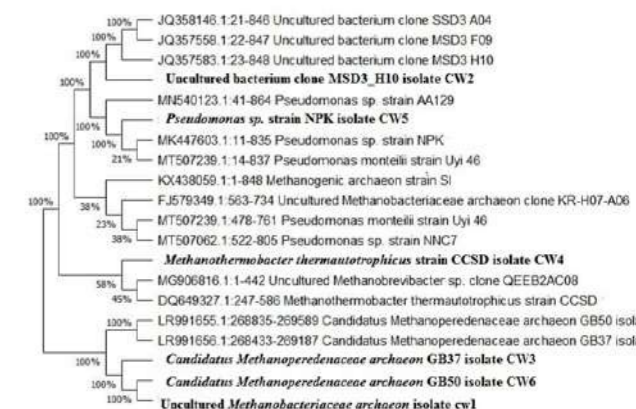 JQ358146.1:21-846 Uncultured bacterium clone SSD3 A04
JQ357558.1:22-847 Uncultured bacterium clone MSD3 F09
JQ357583.1:23-848 Uncultured bacterium clone MSD3 H10
Uncultured bacterium clone MSD3_H10 isolate CW2
MN540123.1:41-864 Pseudomonas sp. strain AA129
Pseudomonas sp. strain NPK isolate CW5
MK447603.1:11-835 Pseudomonas sp. strain NPK
MT507239.1:14-837 Pseudomonas monteilii strain Uyi 46
KX438059.1:1-848 Methanogenic archaeon strain SI
FJ579349.1:563-734 Uncultured Methanobacteriaceae archaeon clone KR-H07-A06
MT507239.1:478-761 Pseudomonas monteilii strain Uyi 46
MT507062.1:522-805 Pseudomonas sp. strain NNC7
Methanothermobacter thermautotrophicus strain CCSD isolate CW4
MG906816.1:1-442 Uncultured Methanobrevibacter sp. clone QEEB2AC08
DQ649327.1:247-586 Methanothermobacter thermautotrophicus strain CCSD
LR991655.1:268835-269589 Candidatus Methanoperedenaceae archaeon GB50 isol
LR991656.1:268433-269187 Candidatus Methanoperedenaceae archaeon GB37 isol
Candidatus Methanoperedenaceae archaeon GB37 isolate CW3
Candidatus Methanoperedenaceae archaeon GB50 isolate CW6
Uncultured Methanobacteriaceae archaeon isolate cw1
100%
100%
100%
100%
100%
100%
21%
100%
38%
23%
38%
100%
58%
45%
100%
100%
100%
100%